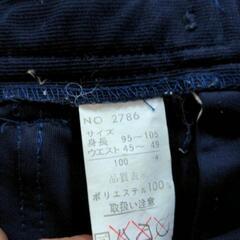 NO 2786
サイズ
身長 95〜105
ウエスト 45〜49
100
品質表示
ポリエステル100%
取扱い注意